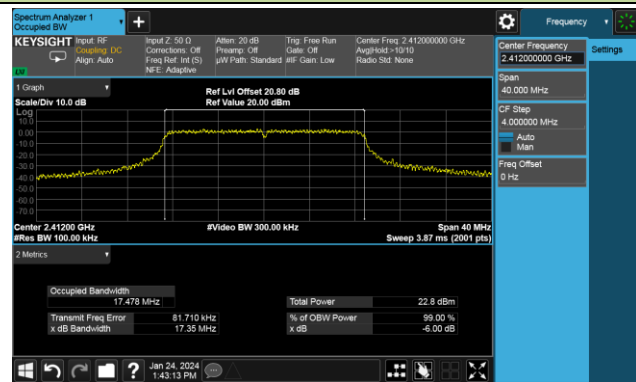 Spectrum Analyzer 1
Occupied BW
Frequency
KEYSIGHT
Input: RF
Coupling: DC
Align: Auto
Input Z: 50 Ω
Corrections: Off
Freq Ref: Int (S)
NFE: Adaptive
Atten: 20 dB
Preamp: Off
µW Path: Standard
Trig: Free Run
Gate: Off
#IF Gain: Low
Center Freq: 2.412000000 GHz
Avg|Hold:>10/10
Radio Std: None
Center Frequency
2.412000000 GHz
Settings
Span
40.000 MHz
CF Step
4.000000 MHz
Auto
Man
Freq Offset
0 Hz
1 Graph
Scale/Div 10.0 dB
Ref Lvl Offset 20.80 dB
Ref Value 20.00 dBm
Log
10.0
0.00
-10.0
-20.0
-30.0
-40.0
-50.0
-60.0
-70.0
Center 2.41200 GHz
#Res BW 100.00 kHz
#Video BW 300.00 kHz
Span 40 MHz
Sweep 3.87 ms (2001 pts)
2 Metrics
Occupied Bandwidth
17.478 MHz
Total Power 22.8 dBm
Transmit Freq Error 81.710 kHz
% of OBW Power 99.00 %
x dB Bandwidth 17.35 MHz
x dB -6.00 dB
?
Jan 24, 2024
1:43:13 PM